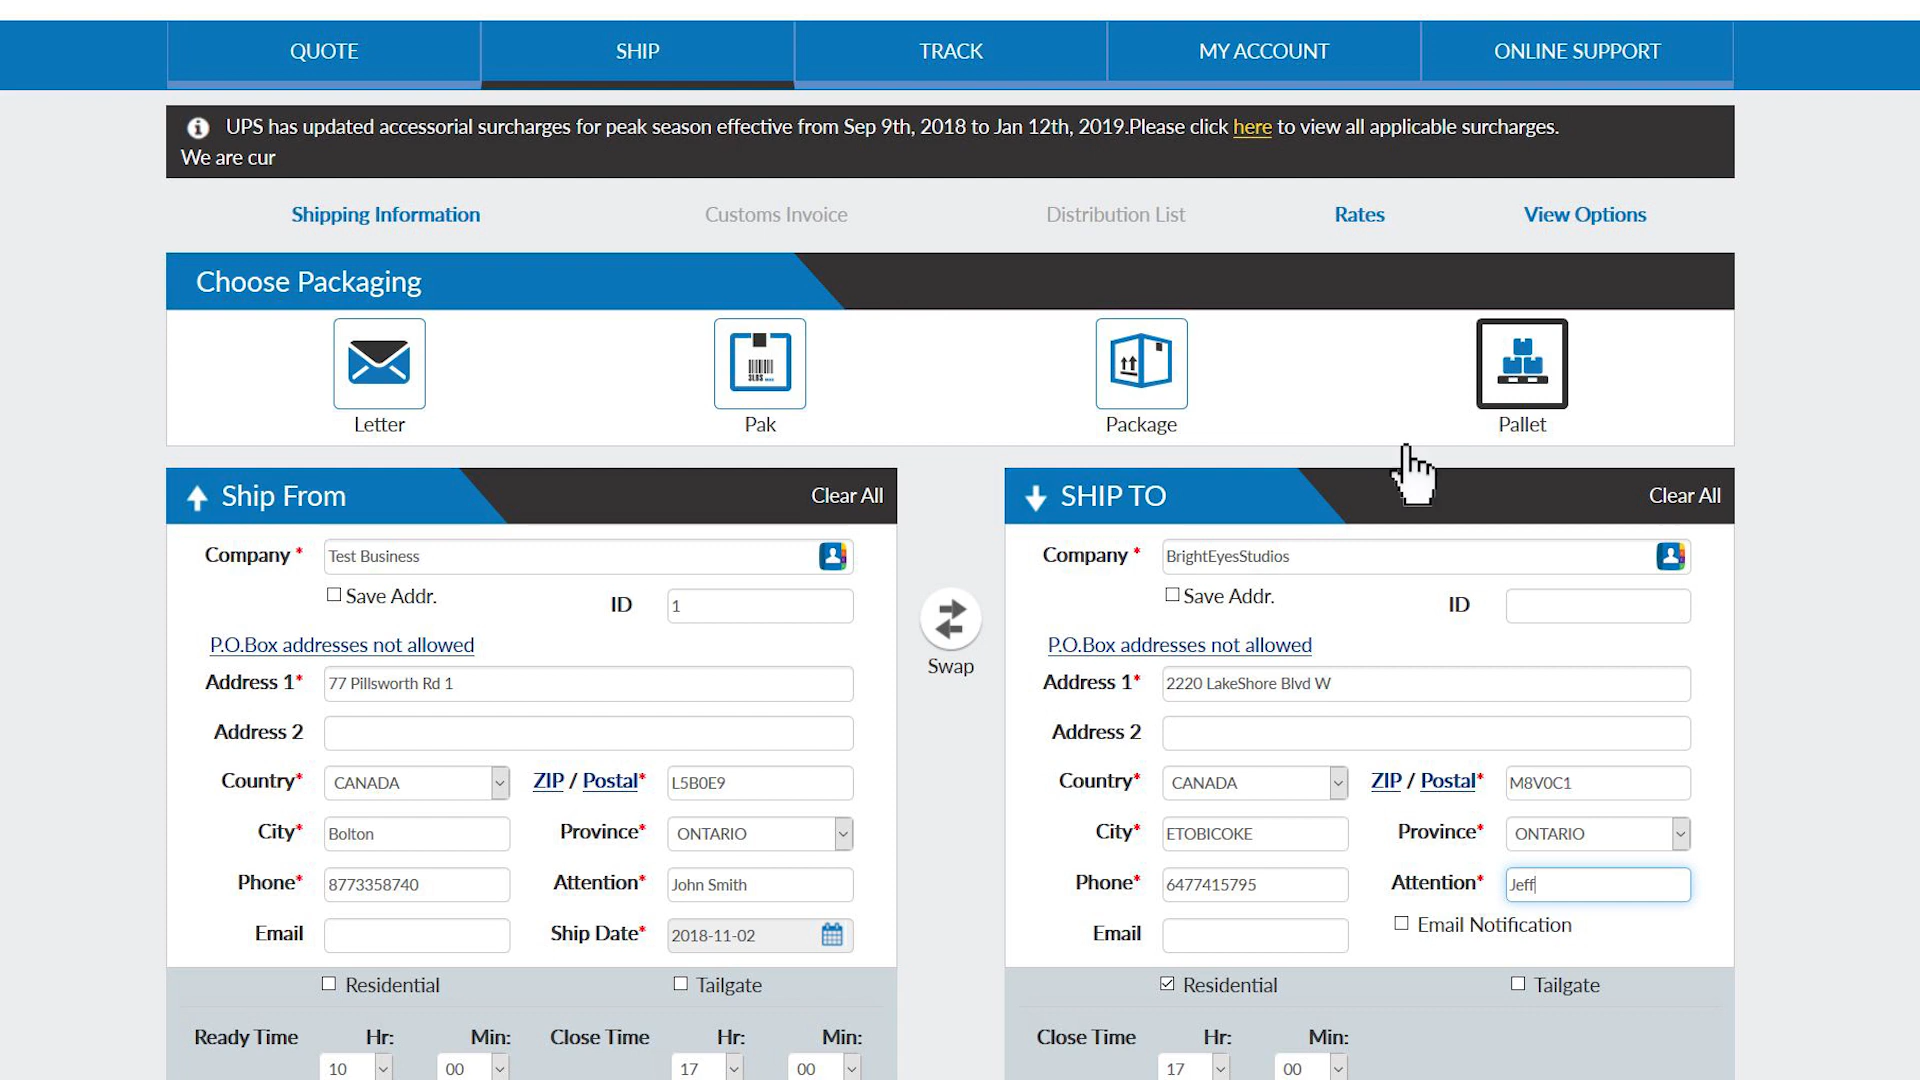 QUOTE SHIP TRACK MY ACCOUNT ONLINE SUPPORT
UPS has updated accessorial surcharges for peak season effective from Sep 9th, 2018 to Jan 12th, 2019.Please click here to view all applicable surcharges.
We are cur
Shipping Information Customs Invoice Distribution List Rates View Options
Choose Packaging
3LBS
Letter Pak Package Pallet
Ship From Clear All
Company * Test Business
Save Addr. ID 1
P.O.Box addresses not allowed
Address 1* 77 Pillsworth Rd 1
Address 2
Country* CANADA ZIP / Postal* L5B0E9
City* Bolton Province* ONTARIO
Phone* 8773358740 Attention* John Smith
Email Ship Date* 2018-11-02
Residential Tailgate
Ready Time Hr: Min: Close Time Hr: Min:
10 00 17 00
Swap
SHIP TO Clear All
Company * BrightEyesStudios
Save Addr. ID
P.O.Box addresses not allowed
Address 1* 2220 LakeShore Blvd W
Address 2
Country* CANADA ZIP / Postal* M8V0C1
City* ETOBICOKE Province* ONTARIO
Phone* 6477415795 Attention* Jeff
Email Email Notification
Residential Tailgate
Close Time Hr: Min:
17 00